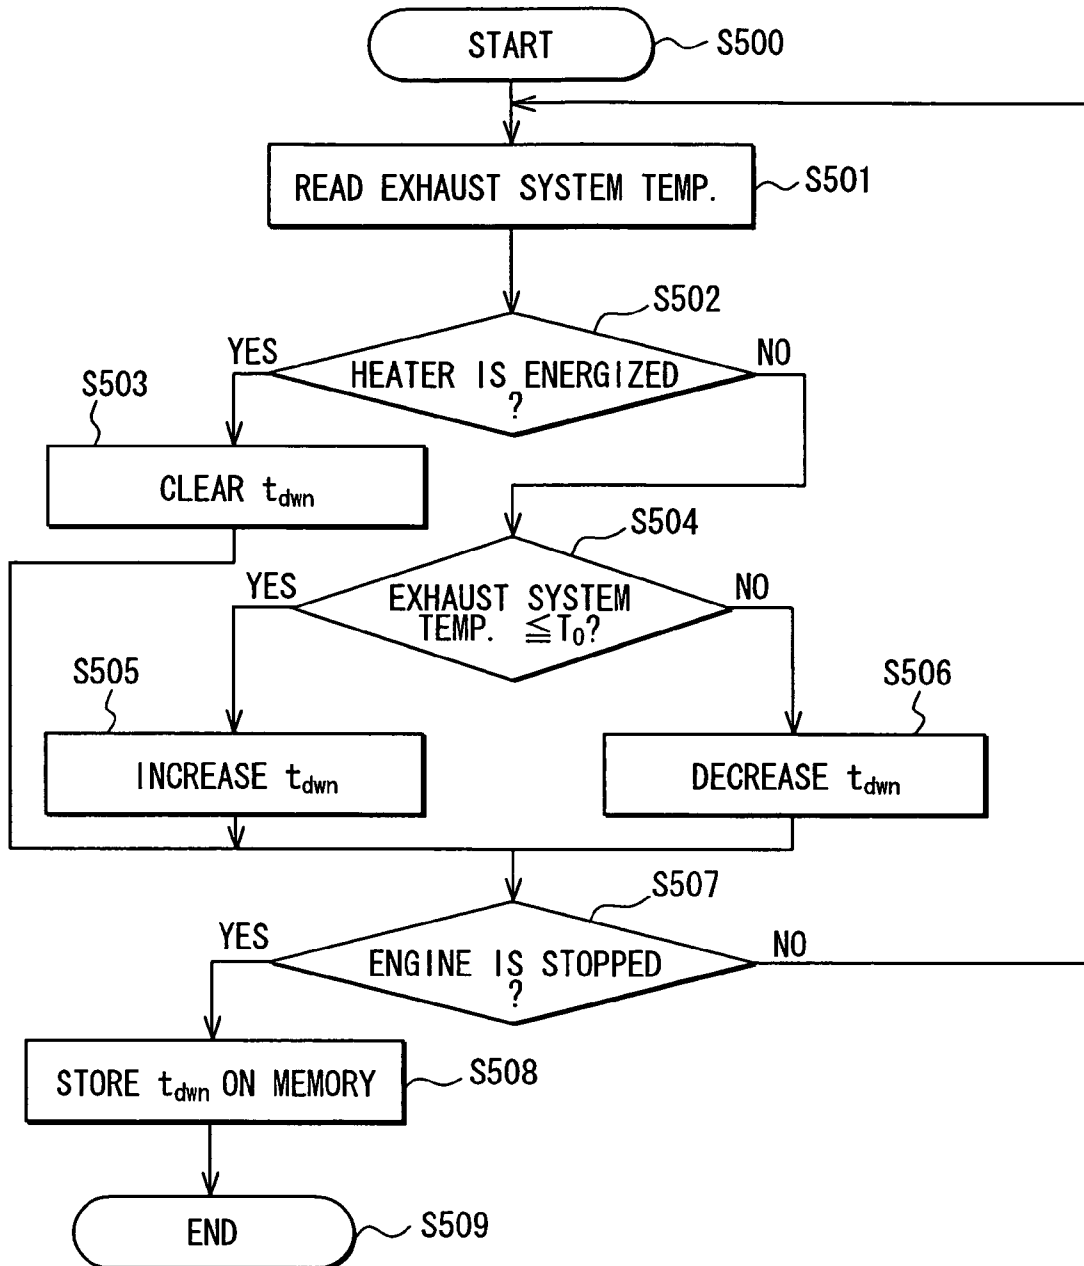 START
S500
READ EXHAUST SYSTEM TEMP.
S501
S502
YES
NO
HEATER IS ENERGIZED
?
S503
CLEAR tdwn
S504
YES
NO
EXHAUST SYSTEM
TEMP. ≦T0?
S505
INCREASE tdwn
S506
DECREASE tdwn
S507
YES
NO
ENGINE IS STOPPED
?
STORE tdwn ON MEMORY
S508
END
S509